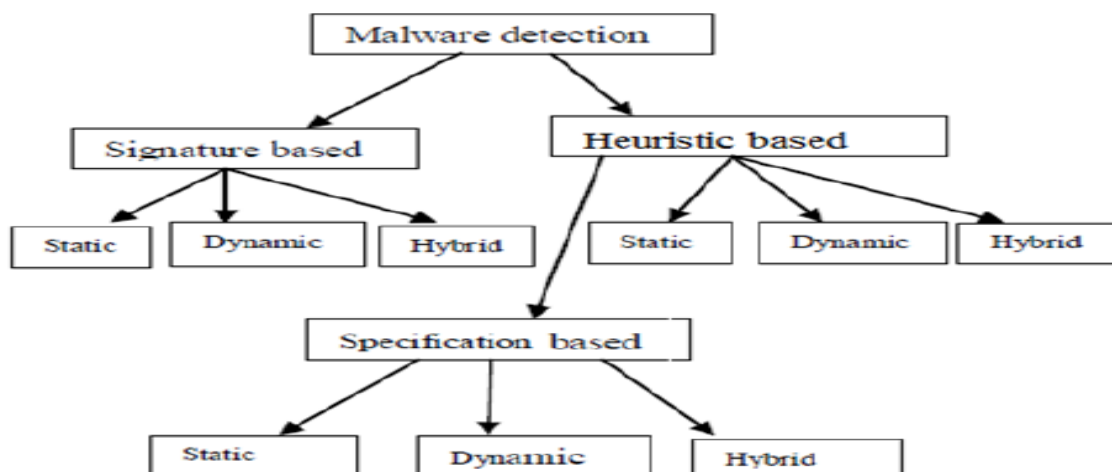 Malware detection
Signature based
Heuristic based
Static
Dynamic
Hybrid
Static
Dynamic
Hybrid
Specification based
Static
Dynamic
Hybrid